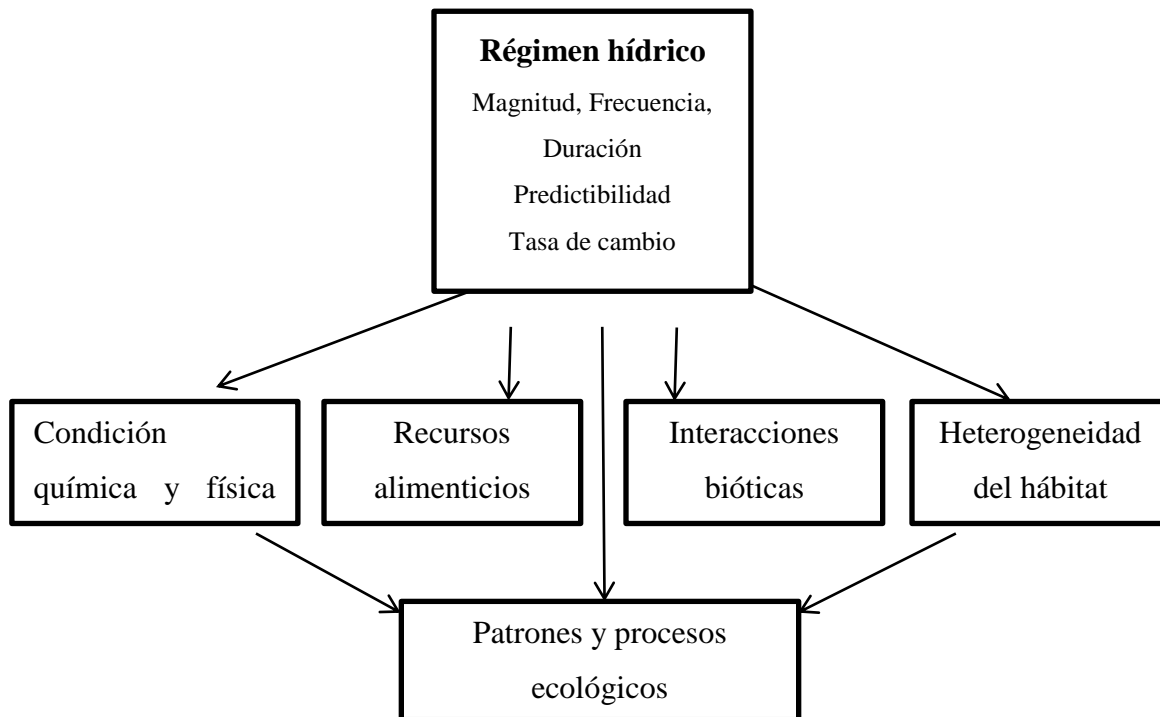 Régimen hídrico
Magnitud, Frecuencia,
Duración
Predictibilidad
Tasa de cambio
Condición
química y física
Recursos
alimenticios
Interacciones
bióticas
Heterogeneidad
del hábitat
Patrones y procesos
ecológicos